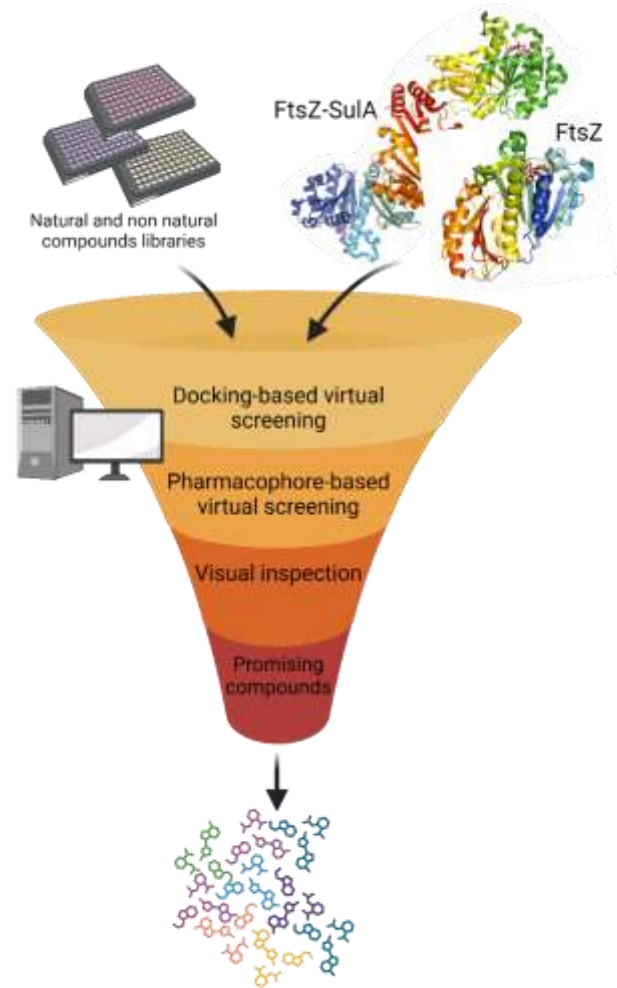 FtsZ-SulA
FtsZ
Natural and non natural
compounds libraries
Docking-based virtual
screening
Pharmacophore-based
virtual screening
Visual inspection
Promising
compounds